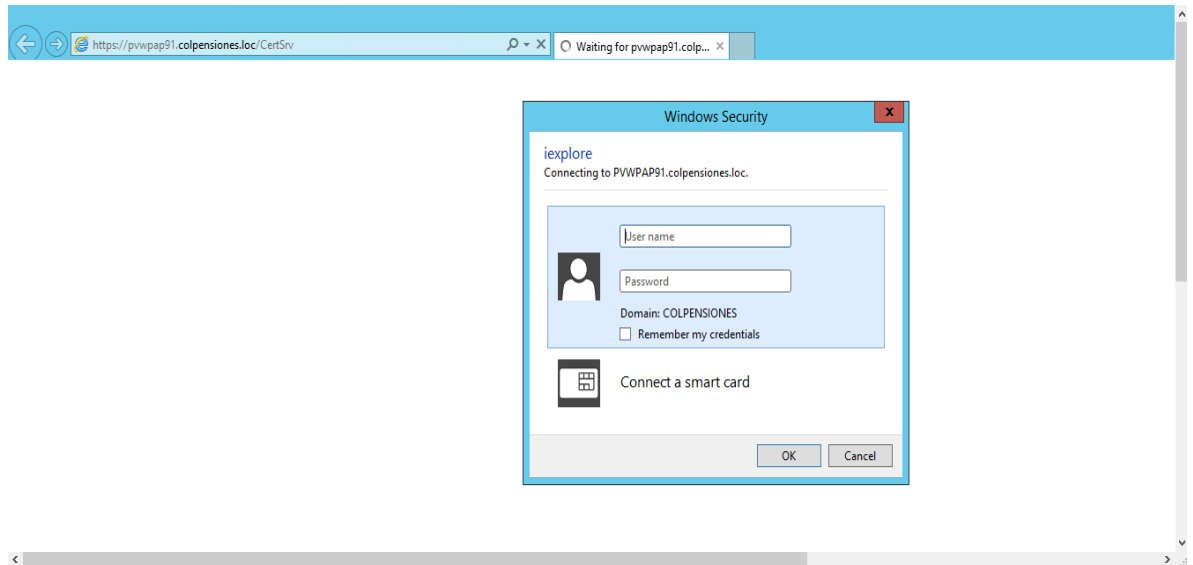 https://pvwpap91.colpensiones.loc/CertSrv
Waiting for pvwpap91.colp...
Windows Security
iexplore
Connecting to PVWPAP91.colpensiones.loc.
User name
Password
Domain: COLPENSIONES
Remember my credentials
Connect a smart card
OK Cancel